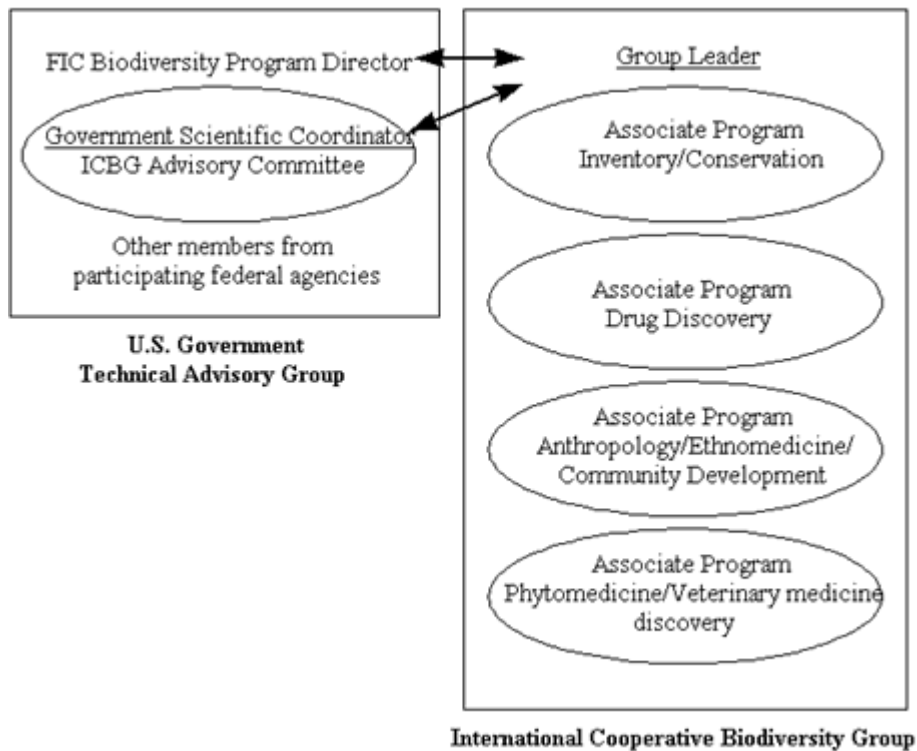 FIC Biodiversity Program Director
Government Scientific Coordinator
ICBG Advisory Committee
Other members from
participating federal agencies
U.S. Government
Technical Advisory Group
Group Leader
Associate Program
Inventory/Conservation
Associate Program
Drug Discovery
Associate Program
Anthropology/Ethnomedicine/
Community Development
Associate Program
Phytomedicine/Veterinary medicine
discovery
International Cooperative Biodiversity Group